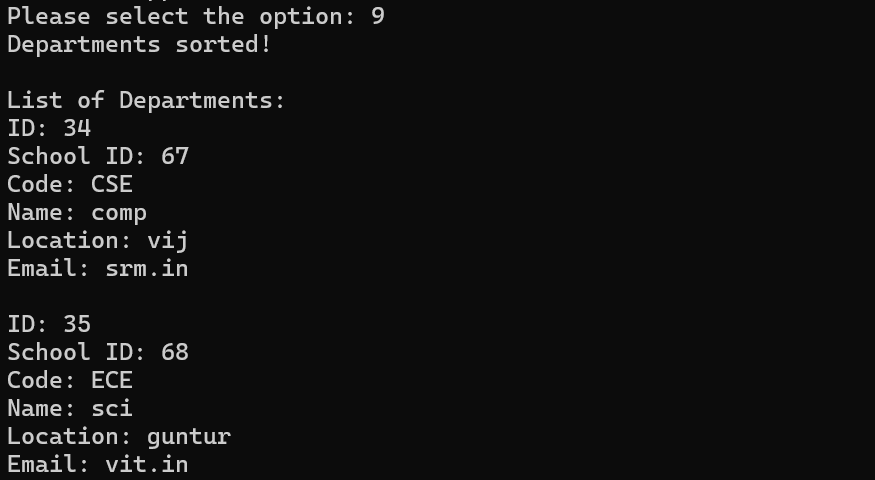 Please select the option: 9
Departments sorted!
List of Departments:
ID: 34
School ID: 67
Code: CSE
Name: comp
Location: vij
Email: srm.in
ID: 35
School ID: 68
Code: ECE
Name: sci
Location: guntur
Email: vit.in